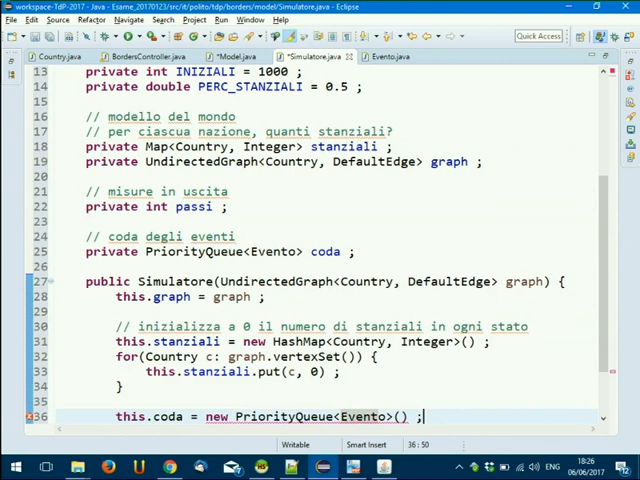 workspace-TdP-2017 - Java - Esame_20170123/src/it/polito/tdp/borders/model/Simulatore.java - Eclipse
File Edit Source Refactor Navigate Search Project Run Window Help
Quick Access
Country.java BordersController.java *Model.java *Simulatore.java Evento.java
13 private int INIZIALI = 1000 ;
14 private double PERC_STANZIALI = 0.5 ;
15
16 // modello del mondo
17 // per ciascua nazione, quanti stanziali?
18 private Map<Country, Integer> stanziali ;
19 private UndirectedGraph<Country, DefaultEdge> graph ;
20
21 // misure in uscita
22 private int passi ;
23
24 // coda degli eventi
25 private PriorityQueue<Evento> coda ;
26
27 public Simulatore(UndirectedGraph<Country, DefaultEdge> graph) {
28 this.graph = graph ;
29
30 // inizializza a 0 il numero di stanziali in ogni stato
31 this.stanziali = new HashMap<Country, Integer>() ;
32 for(Country c: graph.vertexSet()) {
33 this.stanziali.put(c, 0) ;
34 }
35
36 this.coda = new PriorityQueue<Evento>() ;
Writable Smart Insert 36 : 50
ENG 18:26
06/06/2017